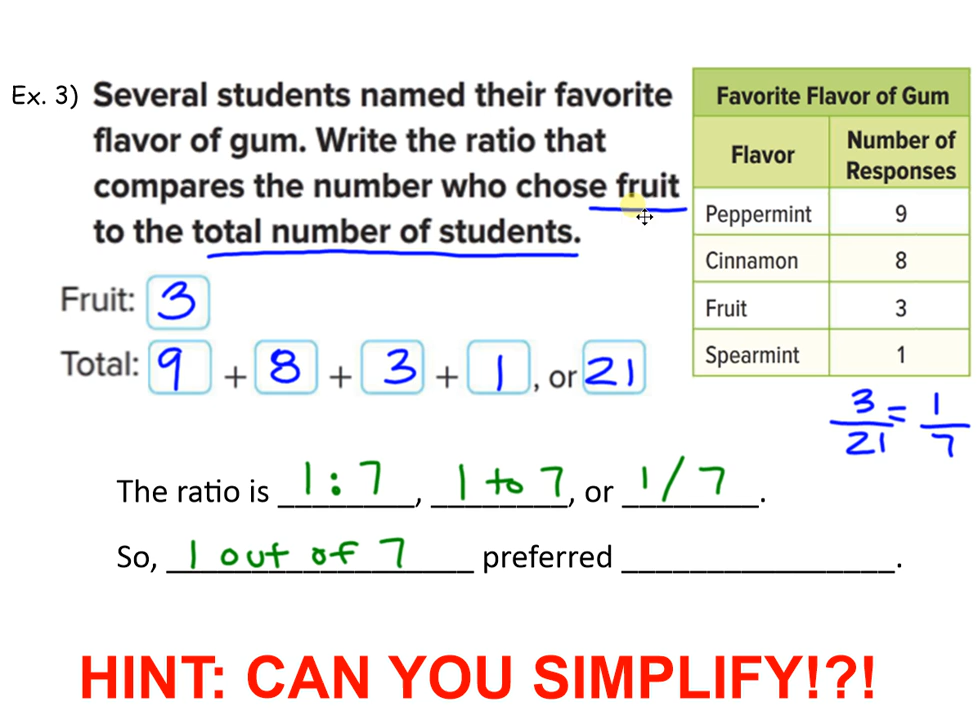 Ex. 3) Several students named their favorite
flavor of gum. Write the ratio that
compares the number who chose fruit
to the total number of students.
Favorite Flavor of Gum
Flavor Number of Responses
Peppermint 9
Cinnamon 8
Fruit 3
Spearmint 1
Fruit: 3
Total: 9 + 8 + 3 + 1, or 21
3/21 = 1/7
The ratio is 1:7, 1 to 7, or 1/7.
So, 1 out of 7 preferred ________________.
HINT: CAN YOU SIMPLIFY!?!